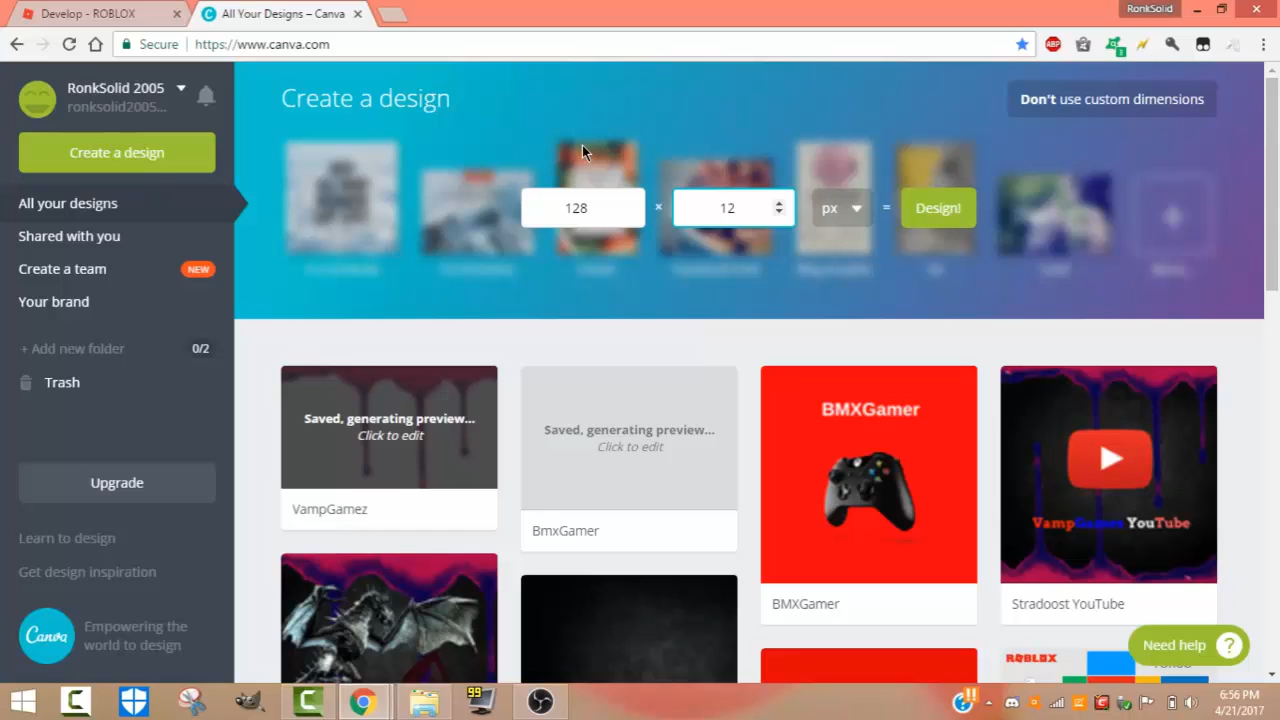 Develop - ROBLOX
All Your Designs – Canva
RonkSolid
Secure
https://www.canva.com
ABP
1
RonkSolid 2005
ronksolid2005...
Create a design
All your designs
Shared with you
Create a team
NEW
Your brand
+ Add new folder
0/2
Trash
Upgrade
Learn to design
Get design inspiration
Canva
Empowering the
world to design
Create a design
Don't use custom dimensions
128
×
12
px
=
Design!
Saved, generating preview...
Click to edit
VampGamez
Saved, generating preview...
Click to edit
BmxGamer
BMXGamer
BMXGamer
VampGames YouTube
Stradoost YouTube
ROBLOX
Need help ?
99
6:56 PM
4/21/2017